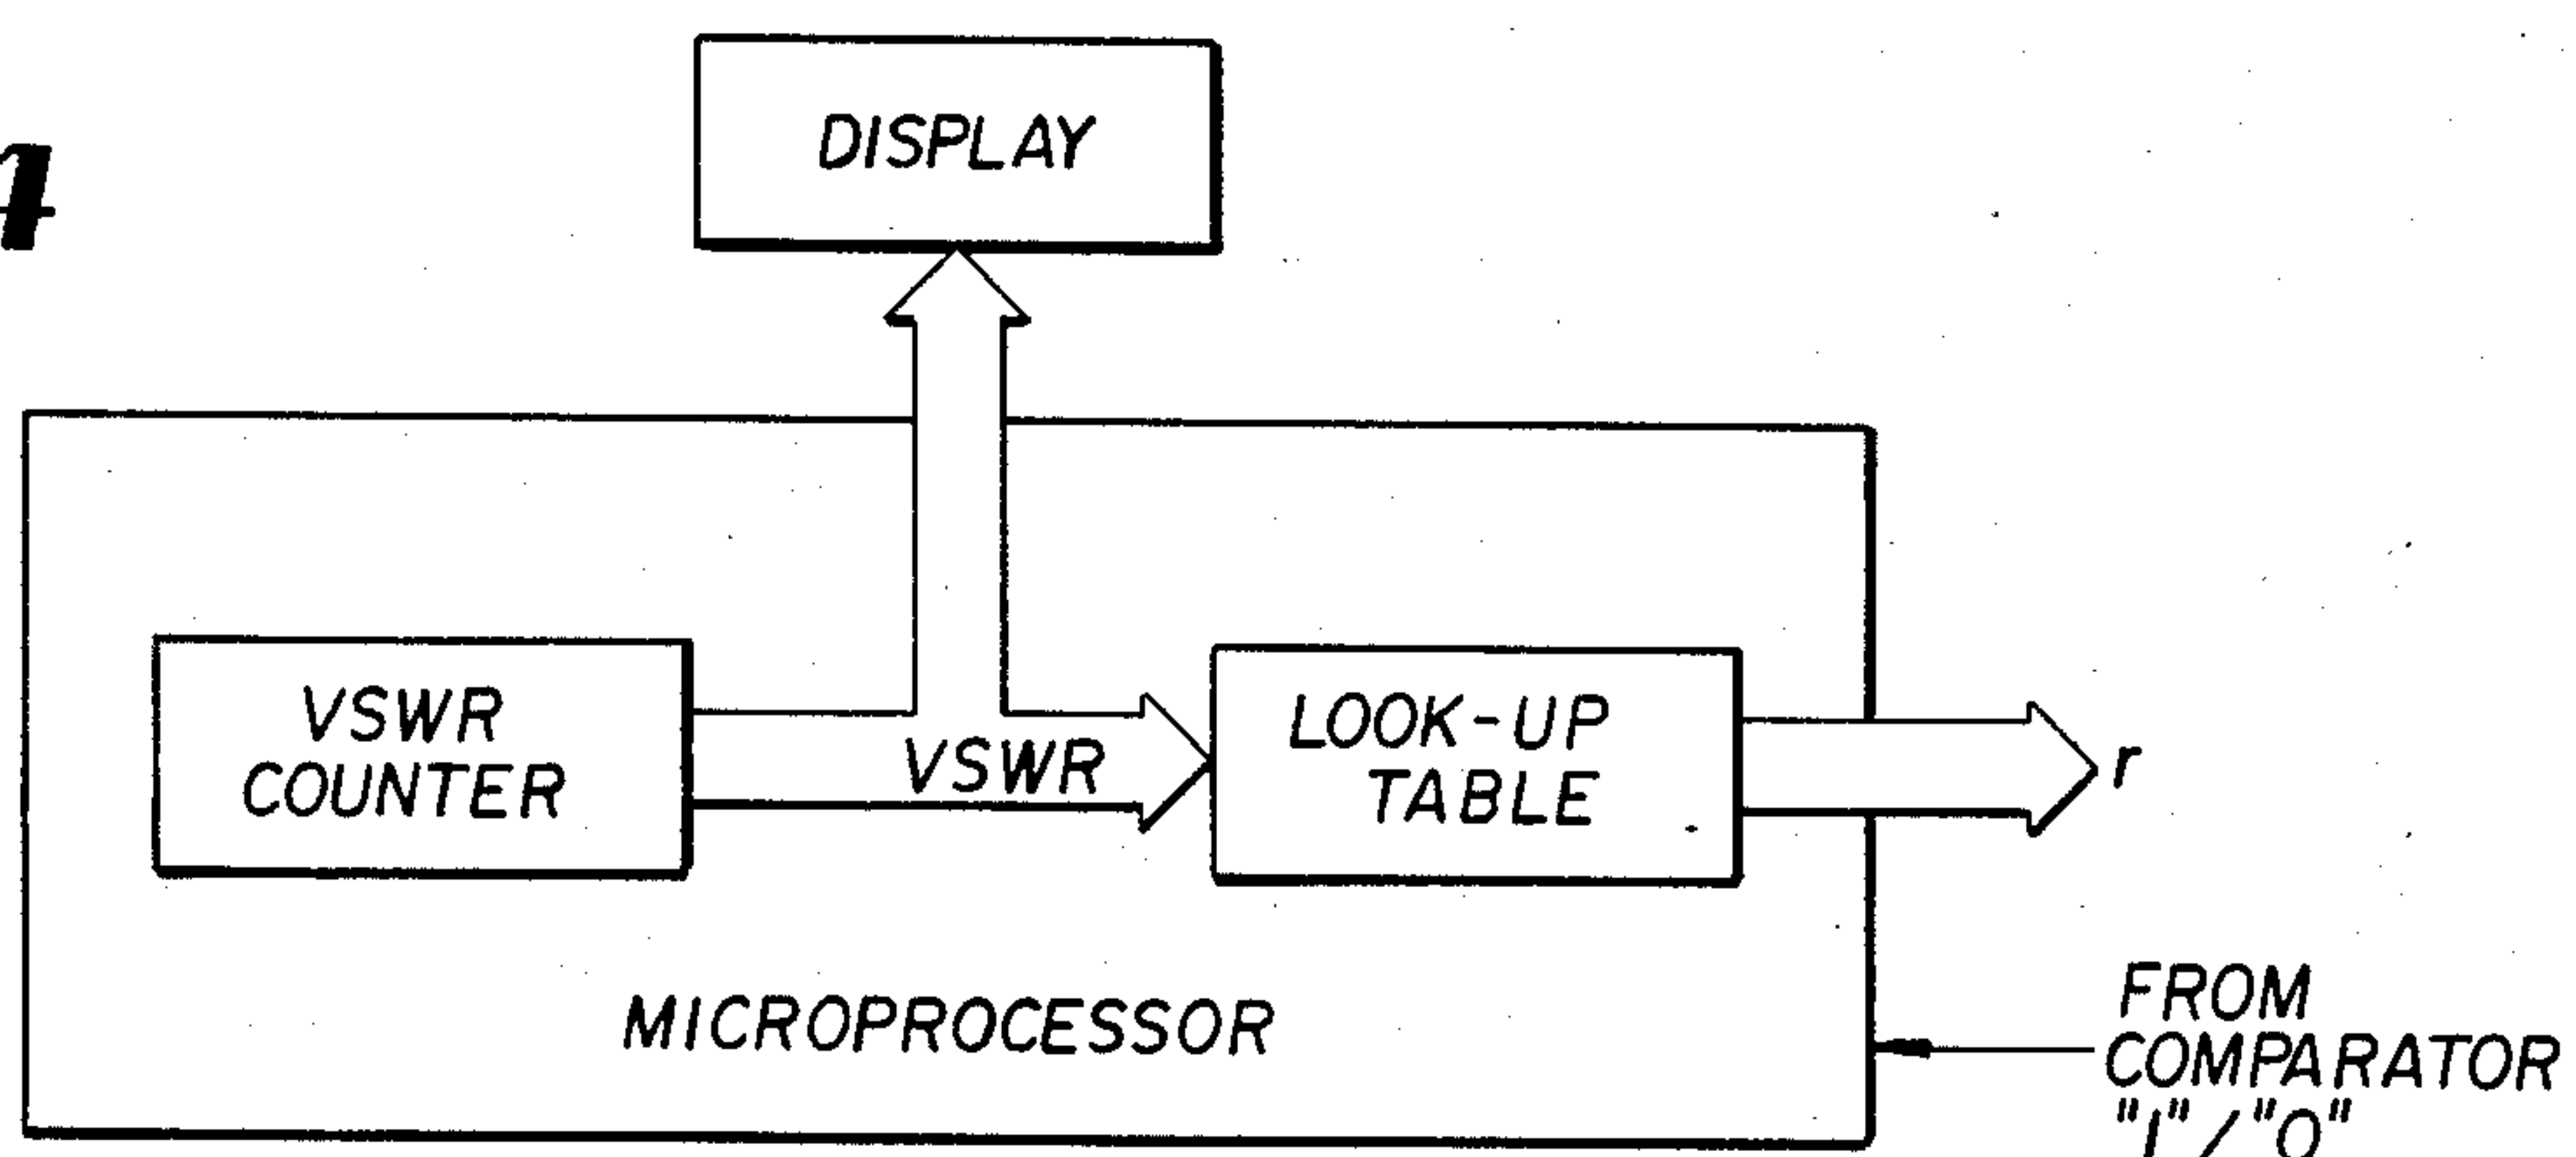 4
DISPLAY
VSWR
COUNTER
VSWR
LOOK-UP
TABLE
r
MICROPROCESSOR
FROM
COMPARATOR
"1"/"0"